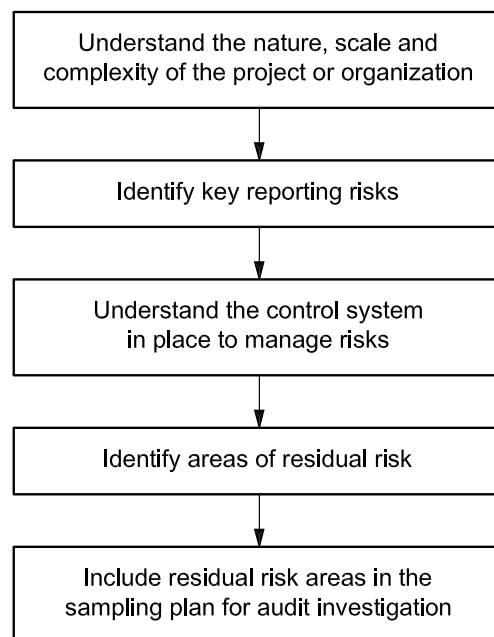 Understand the nature, scale and
complexity of the project or organization
Identify key reporting risks
Understand the control system
in place to manage risks
Identify areas of residual risk
Include residual risk areas in the
sampling plan for audit investigation